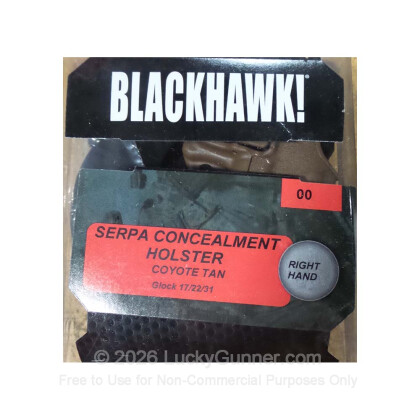 BLACKHAWK!
00
SERPA CONCEALMENT
HOLSTER
COYOTE TAN
Glock 17/22/31
RIGHT
HAND
© 2026 LuckyGunner.com
Free to Use for Non-Commercial Purposes Only